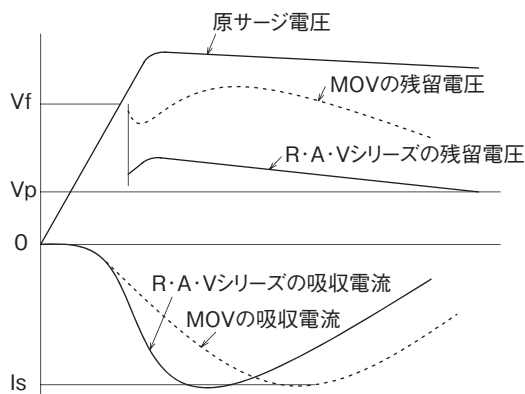 原サージ電圧
MOVの残留電圧
Vf
R・A・Vシリーズの残留電圧
Vp
0
R・A・Vシリーズの吸収電流
MOVの吸収電流
Is